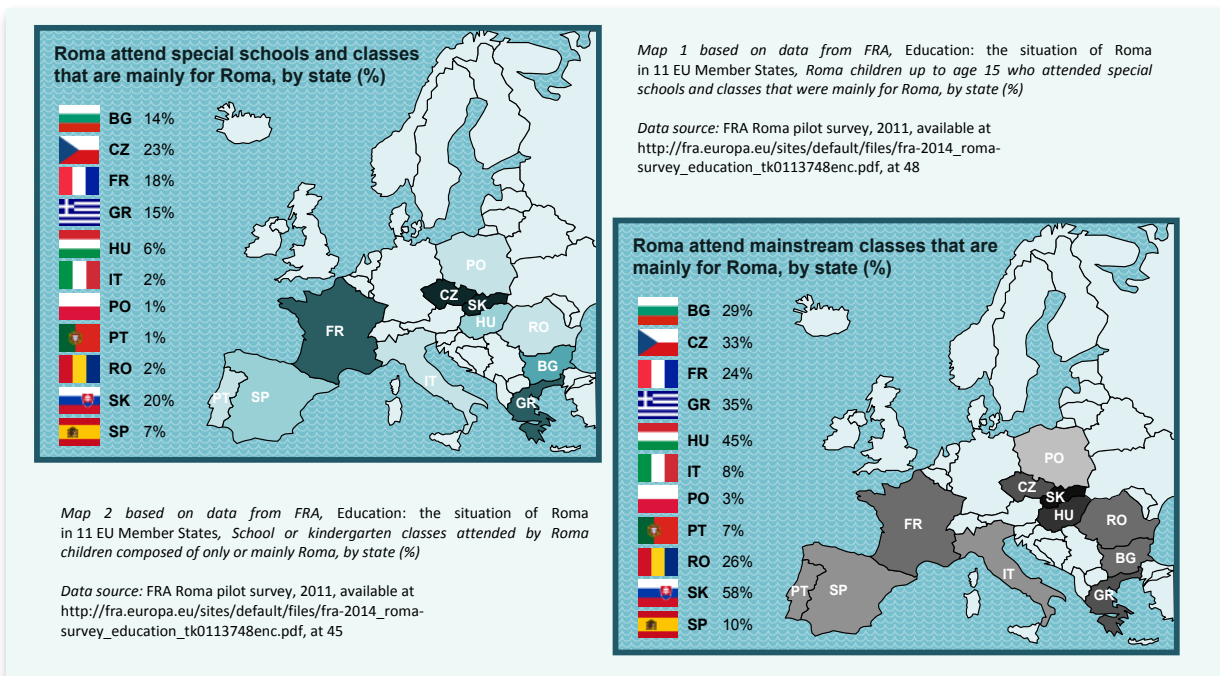 Roma attend special schools and classes
that are mainly for Roma, by state (%)
BG 14%
CZ 23%
FR 18%
GR 15%
HU 6%
IT 2%
PO 1%
PT 1%
RO 2%
SK 20%
SP 7%
PO
CZ
SK
HU
FR
RO
BG
IT
PT
SP
GR
Map 1 based on data from FRA, Education: the situation of Roma
in 11 EU Member States, Roma children up to age 15 who attended special
schools and classes that were mainly for Roma, by state (%)
Data source: FRA Roma pilot survey, 2011, available at
http://fra.europa.eu/sites/default/files/fra-2014_roma-
survey_education_tk0113748enc.pdf, at 48
Roma attend mainstream classes that are
mainly for Roma, by state (%)
BG 29%
CZ 33%
FR 24%
GR 35%
HU 45%
IT 8%
PO 3%
PT 7%
RO 26%
SK 58%
SP 10%
PO
CZ
SK
HU
FR
RO
BG
IT
PT
SP
GR
Map 2 based on data from FRA, Education: the situation of Roma
in 11 EU Member States, School or kindergarten classes attended by Roma
children composed of only or mainly Roma, by state (%)
Data source: FRA Roma pilot survey, 2011, available at
http://fra.europa.eu/sites/default/files/fra-2014_roma-
survey_education_tk0113748enc.pdf, at 45